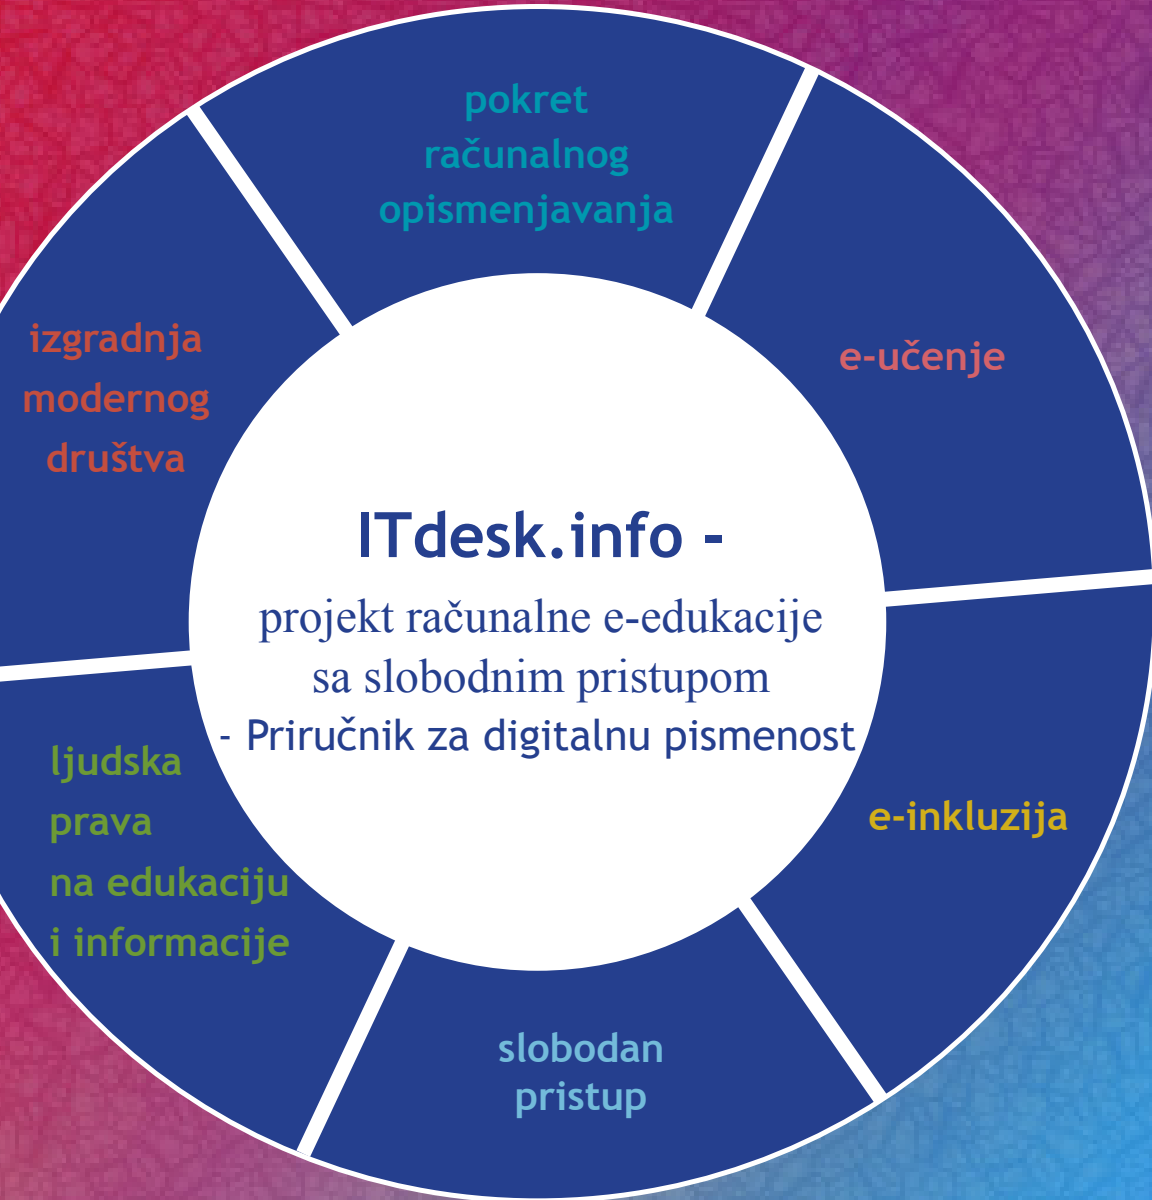 pokret
računalnog
opismenjavanja
e-učenje
izgradnja
modernog
društva
ITdesk.info -
projekt računalne e-edukacije
sa slobodnim pristupom
- Priručnik za digitalnu pismenost
ljudska
prava
na edukaciju
i informacije
e-inkluzija
slobodan
pristup